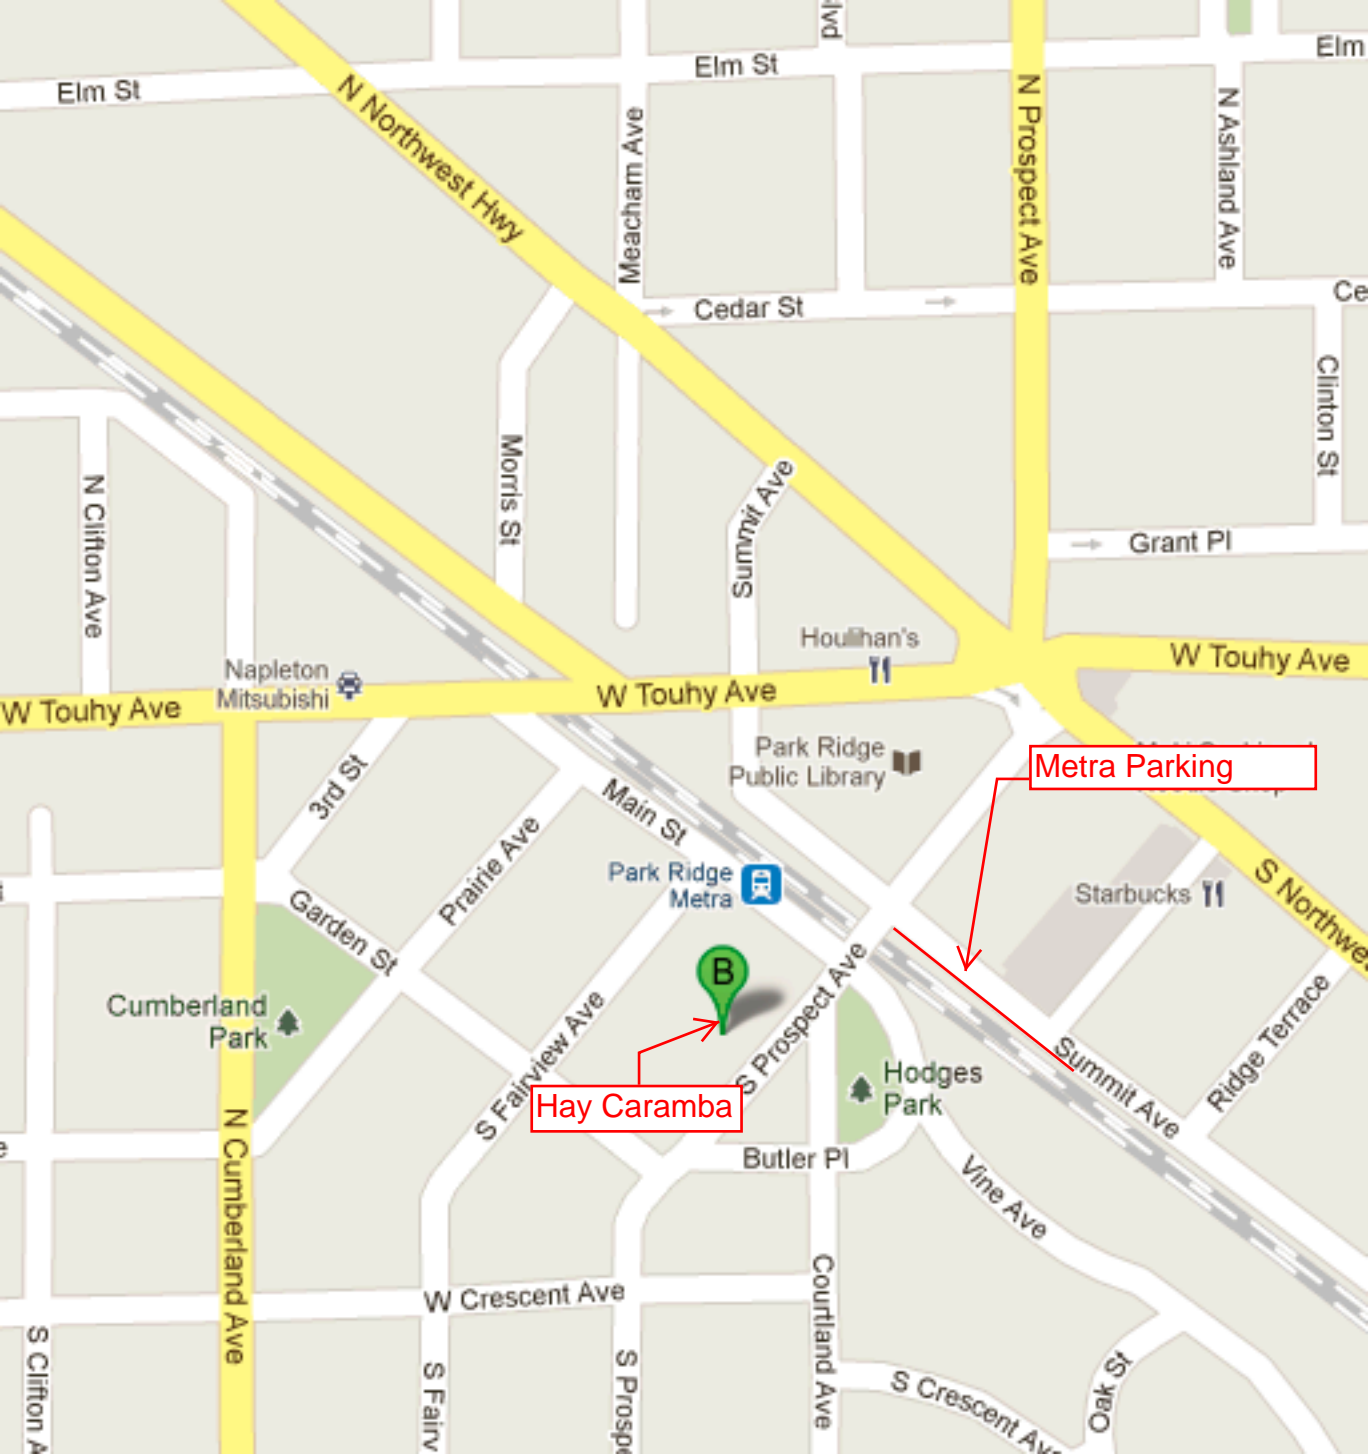 lvd
Elm St
Elm St
Elm
N Northwest Hwy
Meacham Ave
N Prospect Ave
N Ashland Ave
Cedar St
Ce
Clinton St
Morris St
Summit Ave
N Clifton Ave
Grant Pl
Houlihan's
W Touhy Ave
Napleton
Mitsubishi
W Touhy Ave
W Touhy Ave
Park Ridge
Public Library
Metra Parking
3rd St
Main St
Prairie Ave
Park Ridge
Metra
Starbucks
S Northwes
Garden St
B
Cumberland
Park
S Fairview Ave
S Prospect Ave
Hodges
Park
Summit Ave
Ridge Terrace
Hay Caramba
N Cumberland Ave
Butler Pl
Vine Ave
W Crescent Ave
Courtland Ave
S Clifton A
S Fairv
S Prospe
S Crescent Ave
Oak St